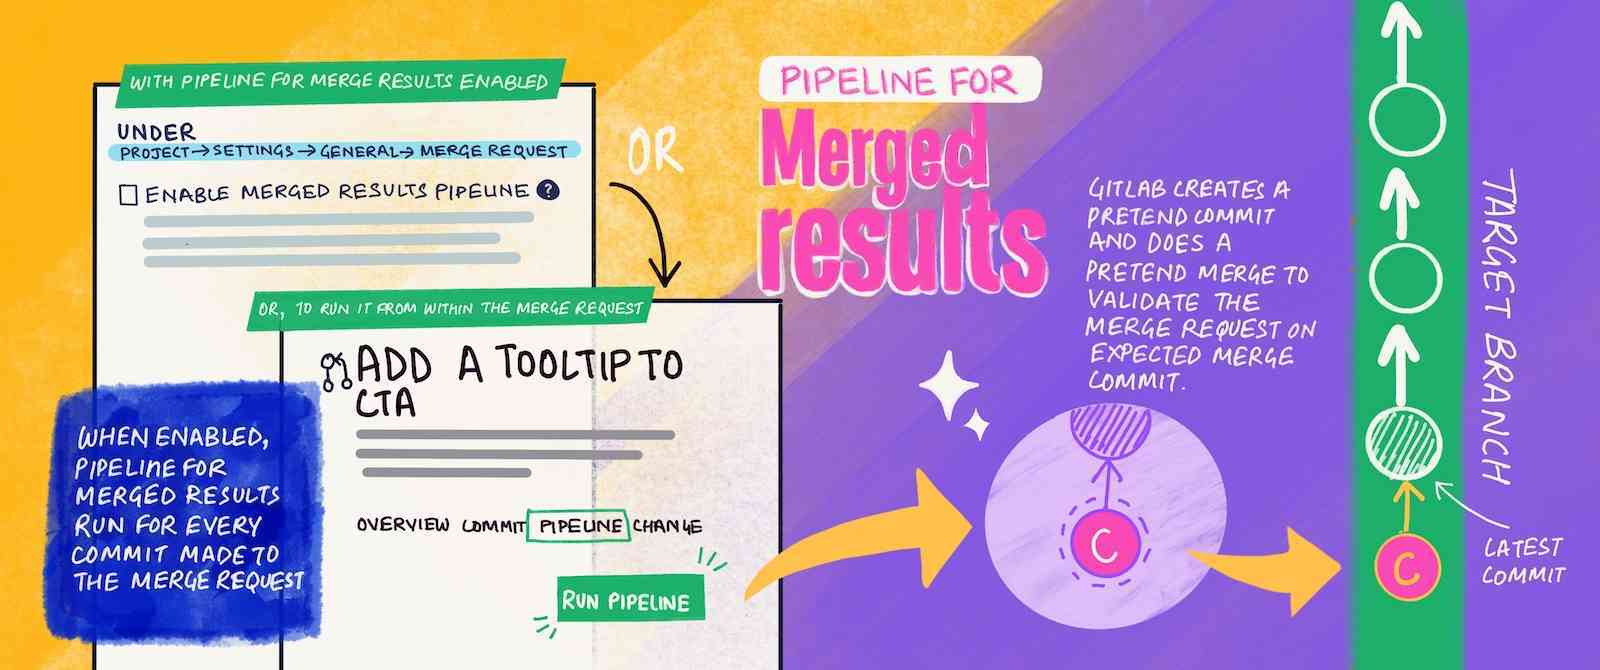 WITH PIPELINE FOR MERGE RESULTS ENABLED
UNDER
PROJECT→SETTINGS→GENERAL→MERGE REQUEST
ENABLE MERGED RESULTS PIPELINE ?
OR
OR, TO RUN IT FROM WITHIN THE MERGE REQUEST
ADD A TOOLTIP TO
CTA
OVERVIEW COMMIT PIPELINE CHANGE
RUN PIPELINE
WHEN ENABLED,
PIPELINE FOR
MERGED RESULTS
RUN FOR EVERY
COMMIT MADE TO
THE MERGE REQUEST
PIPELINE FOR
Merged
results
GITLAB CREATES A
PRETEND COMMIT
AND DOES A
PRETEND MERGE TO
VALIDATE THE
MERGE REQUEST ON
EXPECTED MERGE
COMMIT.
C
C
TARGET BRANCH
LATEST
COMMIT